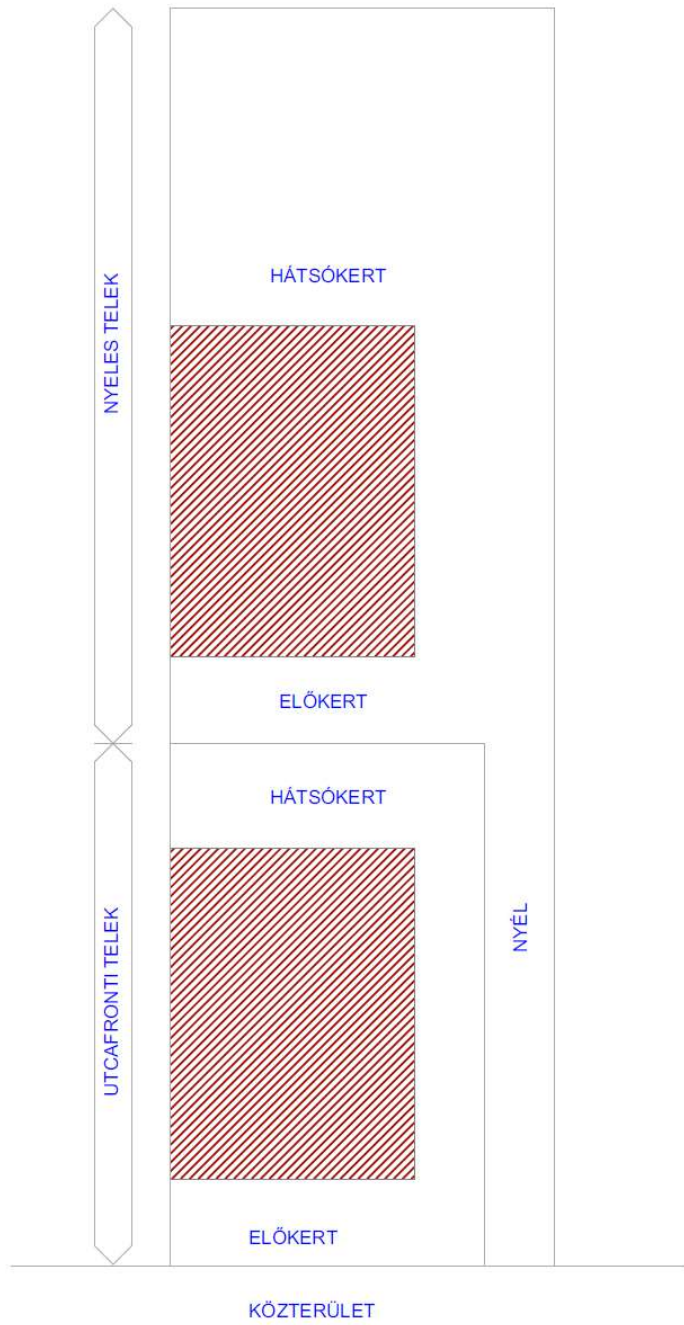 HÁTSÓKERT
NYELES TELEK
ELŐKERT
HÁTSÓKERT
NYÉL
UTCAFRONTI TELEK
ELŐKERT
KÖZTERÜLET